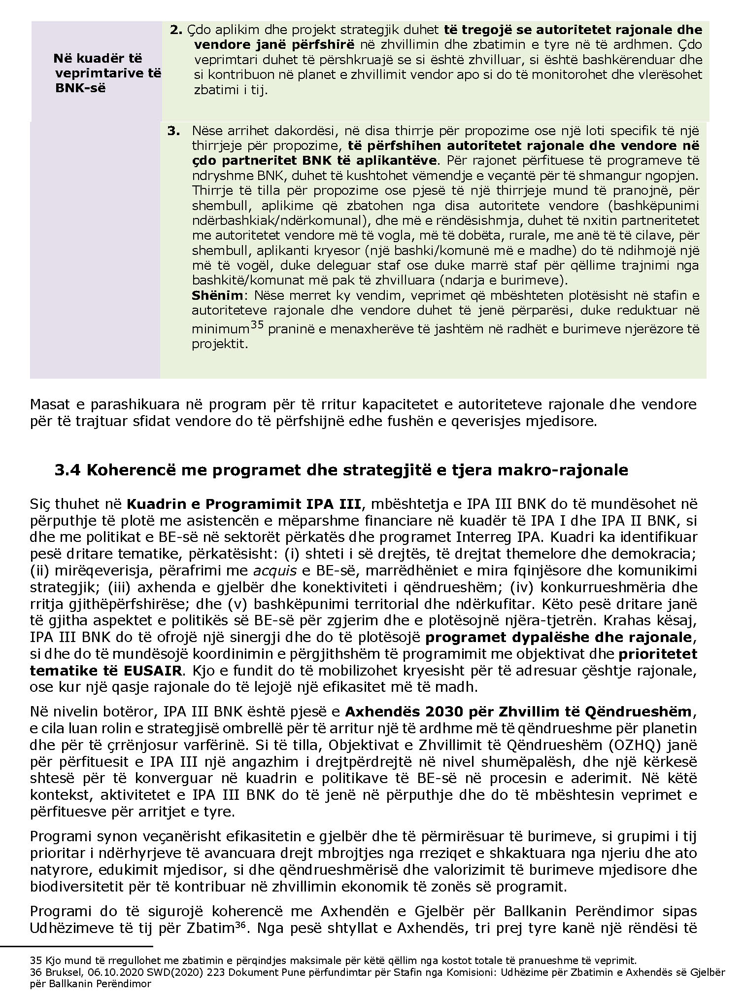 Në kuadër të
veprimtarive të
BNK-së
2. Çdo aplikim dhe projekt strategjik duhet të tregojë se autoritetet rajonale dhe
vendore janë përfshirë në zhvillimin dhe zbatimin e tyre në të ardhmen. Çdo
veprimtari duhet të përshkruajë se si është zhvilluar, si është bashkërenduar dhe
si kontribuon në planet e zhvillimit vendor apo si do të monitorohet dhe vlerësohet
zbatimi i tij.
3. Nëse arrihet dakordësi, në disa thirrje për propozime ose një loti specifik të një
thirrjeje për propozime, të përfshihen autoritetet rajonale dhe vendore në
çdo partneritet BNK të aplikantëve. Për rajonet përfituese të programeve të
ndryshme BNK, duhet të kushtohet vëmendje e veçantë për të shmangur ngopjen.
Thirrje të tilla për propozime ose pjesë të një thirrjeje mund të pranojnë, për
shembull, aplikime që zbatohen nga disa autoritete vendore (bashkëpunimi
ndërbashkiak/ndërkomunal), dhe më e rëndësishmja, duhet të nxitin partneritetet
me autoritetet vendore më të vogla, më të dobëta, rurale, me anë të të cilave, për
shembull, aplikanti kryesor (një bashki/komunë më e madhe) do të ndihmojë një
më të vogël, duke deleguar staf ose duke marrë staf për qëllime trajnimi nga
bashkitë/komunat më pak të zhvilluara (ndarja e burimeve).
Shënim: Nëse merret ky vendim, veprimet që mbështeten plotësisht në stafin e
autoriteteve rajonale dhe vendore duhet të jenë përparësi, duke reduktuar në
minimum35 praninë e menaxherëve të jashtëm në radhët e burimeve njerëzore të
projektit.
Masat e parashikuara në program për të rritur kapacitetet e autoriteteve rajonale dhe vendore
për të trajtuar sfidat vendore do të përfshijnë edhe fushën e qeverisjes mjedisore.
3.4 Koherencë me programet dhe strategjitë e tjera makro-rajonale
Siç thuhet në Kuadrin e Programimit IPA III, mbështetja e IPA III BNK do të mundësohet në
përputhje të plotë me asistencën e mëparshme financiare në kuadër të IPA I dhe IPA II BNK, si
dhe me politikat e BE-së në sektorët përkatës dhe programet Interreg IPA. Kuadri ka identifikuar
pesë dritare tematike, përkatësisht: (i) shteti i së drejtës, të drejtat themelore dhe demokracia;
(ii) mirëqeverisja, përafrimi me acquis e BE-së, marrëdhëniet e mira fqinjësore dhe komunikimi
strategjik; (iii) axhenda e gjelbër dhe konektiviteti i qëndrueshëm; (iv) konkurrueshmëria dhe
rritja gjithëpërfshirëse; dhe (v) bashkëpunimi territorial dhe ndërkufitar. Këto pesë dritare janë
të gjitha aspektet e politikës së BE-së për zgjerim dhe e plotësojnë njëra-tjetrën. Krahas kësaj,
IPA III BNK do të ofrojë një sinergji dhe do të plotësojë programet dypalëshe dhe rajonale,
si dhe do të mundësojë koordinimin e përgjithshëm të programimit me objektivat dhe prioritetet
tematike të EUSAIR. Kjo e fundit do të mobilizohet kryesisht për të adresuar çështje rajonale,
ose kur një qasje rajonale do të lejojë një efikasitet më të madh.
Në nivelin botëror, IPA III BNK është pjesë e Axhendës 2030 për Zhvillim të Qëndrueshëm,
e cila luan rolin e strategjisë ombrellë për të arritur një të ardhme më të qëndrueshme për planetin
dhe për të çrrënjosur varfërinë. Si të tilla, Objektivat e Zhvillimit të Qëndrueshëm (OZHQ) janë
për përfituesit e IPA III një angazhim i drejtpërdrejtë në nivel shumëpalësh, dhe një kërkesë
shtesë për të konverguar në kuadrin e politikave të BE-së në procesin e aderimit. Në këtë
kontekst, aktivitetet e IPA III BNK do të jenë në përputhje dhe do të mbështesin veprimet e
përfituesve për arritjet e tyre.
Programi synon veçanërisht efikasitetin e gjelbër dhe të përmirësuar të burimeve, si grupimi i tij
prioritar i ndërhyrjeve të avancuara drejt mbrojtjes nga rreziqet e shkaktuara nga njeriu dhe ato
natyrore, edukimit mjedisor, si dhe qëndrueshmërisë dhe valorizimit të burimeve mjedisore dhe
biodiversitetit për të kontribuar në zhvillimin ekonomik të zonës së programit.
Programi do të sigurojë koherencë me Axhendën e Gjelbër për Ballkanin Perëndimor sipas
Udhëzimeve të tij për Zbatim36. Nga pesë shtyllat e Axhendës, tri prej tyre kanë një rëndësi të
35 Kjo mund të rregullohet me zbatimin e përqindjes maksimale për këtë qëllim nga kostot totale të pranueshme të veprimit.
36 Bruksel, 06.10.2020 SWD(2020) 223 Dokument Pune përfundimtar për Stafin nga Komisioni: Udhëzime për Zbatimin e Axhendës së Gjelbër
për Ballkanin Perëndimor